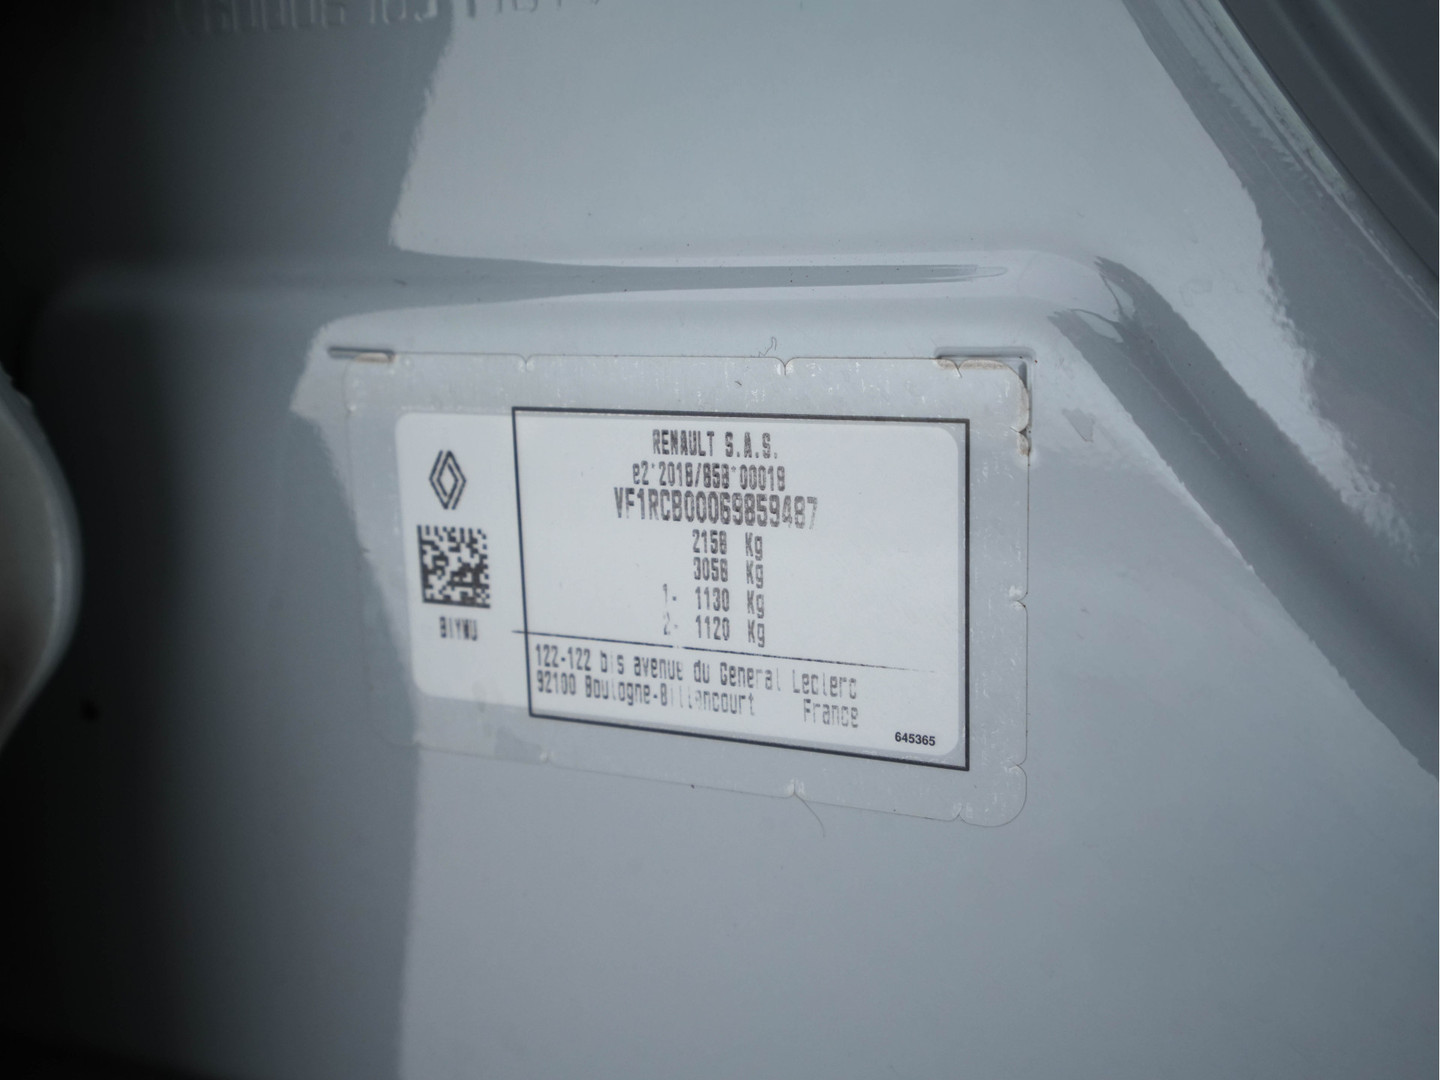 RENAULT S.A.S.
e2*2018/858*00018
VF1RCB00069859487
2158 Kg
3058 Kg
1- 1130 Kg
2- 1120 Kg
122-122 bis avenue du General Leclerc
92100 Boulogne-Billancourt France
645365